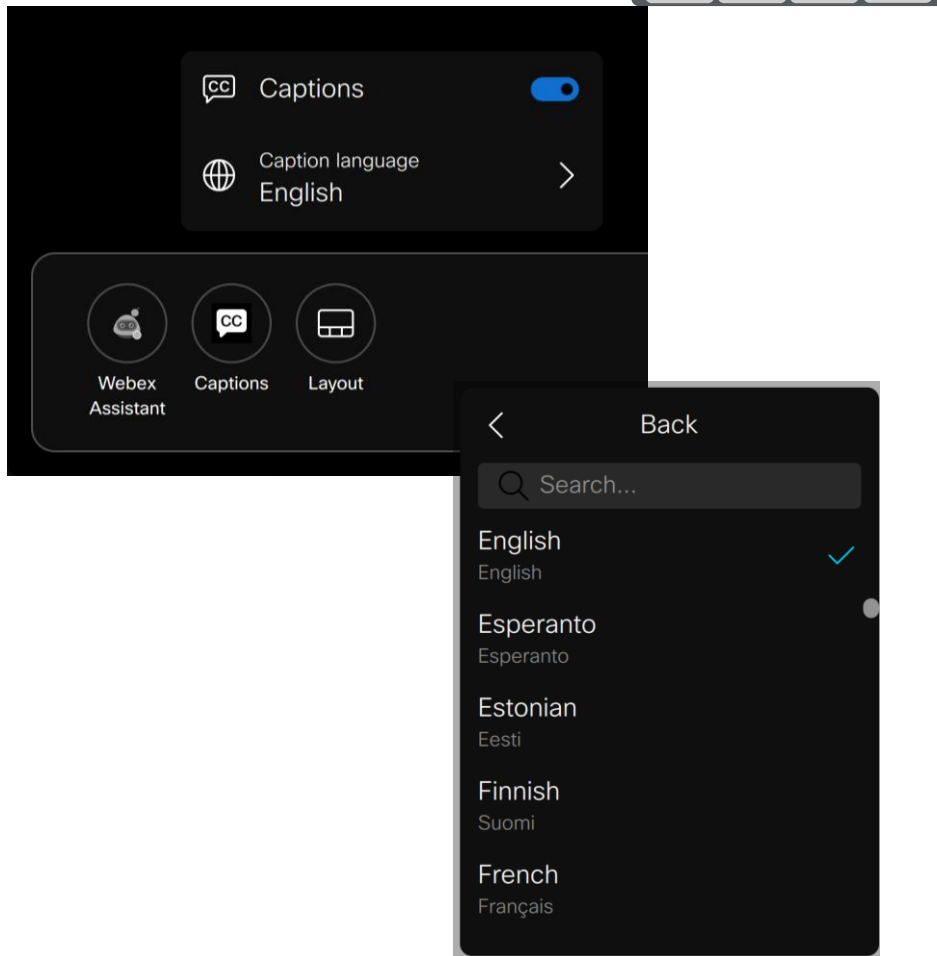 CC Captions
Caption language
English
CC
Webex
Assistant
Captions
Layout
Back
Search...
English
English
Esperanto
Esperanto
Estonian
Eesti
Finnish
Suomi
French
Français